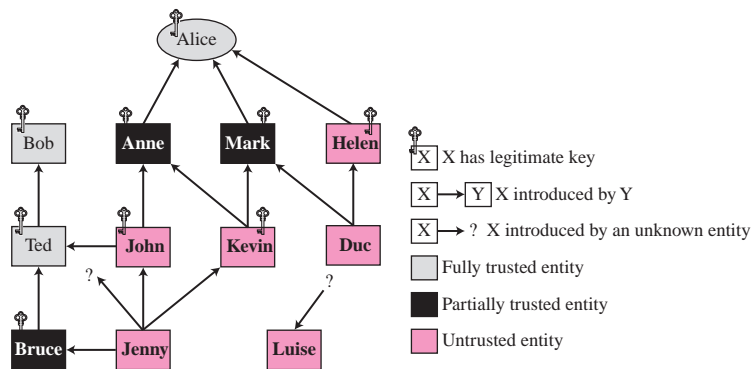 Alice
Bob
Anne
Mark
Helen
Ted
John
Kevin
Duc
?
?
Bruce
Jenny
Luise
X X has legitimate key
X Y X introduced by Y
X ? X introduced by an unknown entity
Fully trusted entity
Partially trusted entity
Untrusted entity